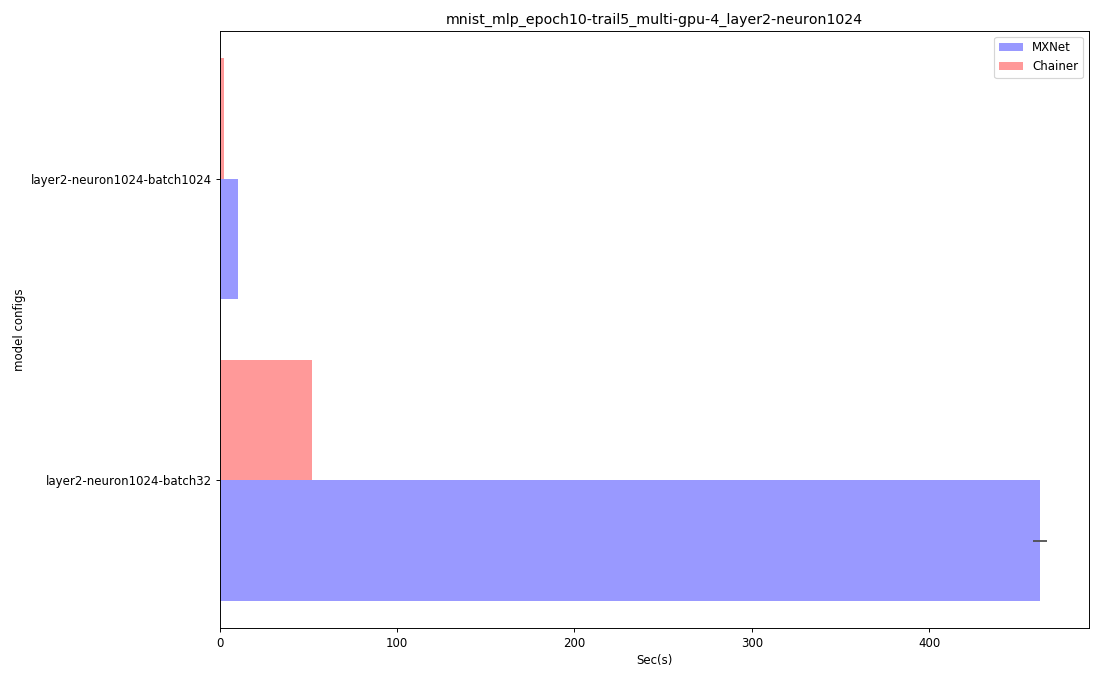 mnist_mlp_epoch10-trail5_multi-gpu-4_layer2-neuron1024
MXNet
Chainer
layer2-neuron1024-batch1024
layer2-neuron1024-batch32
model configs
0 100 200 300 400
Sec(s)